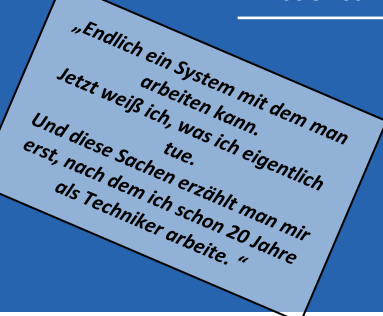 „Endlich ein System mit dem man
arbeiten kann.
Jetzt weiß ich, was ich eigentlich
tue.
Und diese Sachen erzählt man mir
erst, nach dem ich schon 20 Jahre
als Techniker arbeite. “